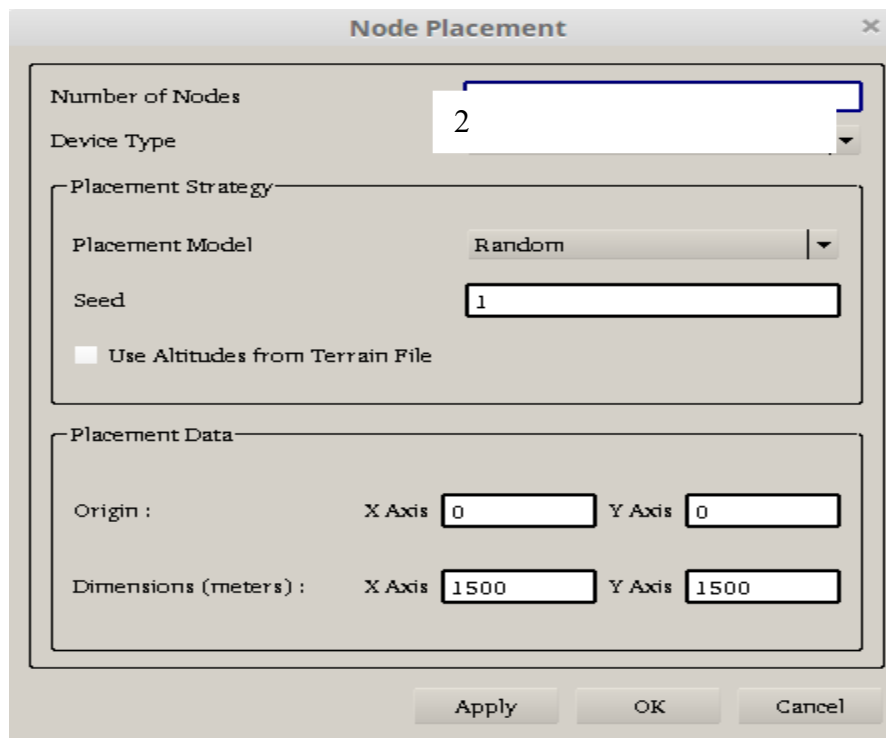 Node Placement ×
Number of Nodes
2
Device Type
Placement Strategy
Placement Model Random
Seed 1
Use Altitudes from Terrain File
Placement Data
Origin : X Axis 0 Y Axis 0
Dimensions (meters) : X Axis 1500 Y Axis 1500
Apply OK Cancel